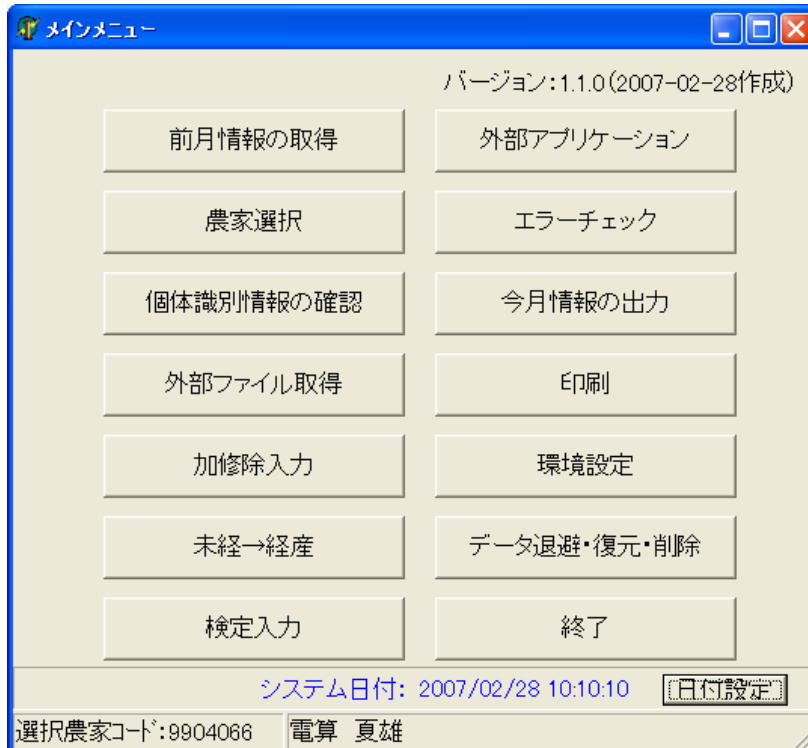 メインメニュー
バージョン:1.1.0(2007-02-28作成)
前月情報の取得
外部アプリケーション
農家選択
エラーチェック
個体識別情報の確認
今月情報の出力
外部ファイル取得
印刷
加修除入力
環境設定
未経→経産
データ退避・復元・削除
検定入力
終了
システム日付: 2007/02/28 10:10:10
日付設定
選択農家コード:9904066
電算 夏雄